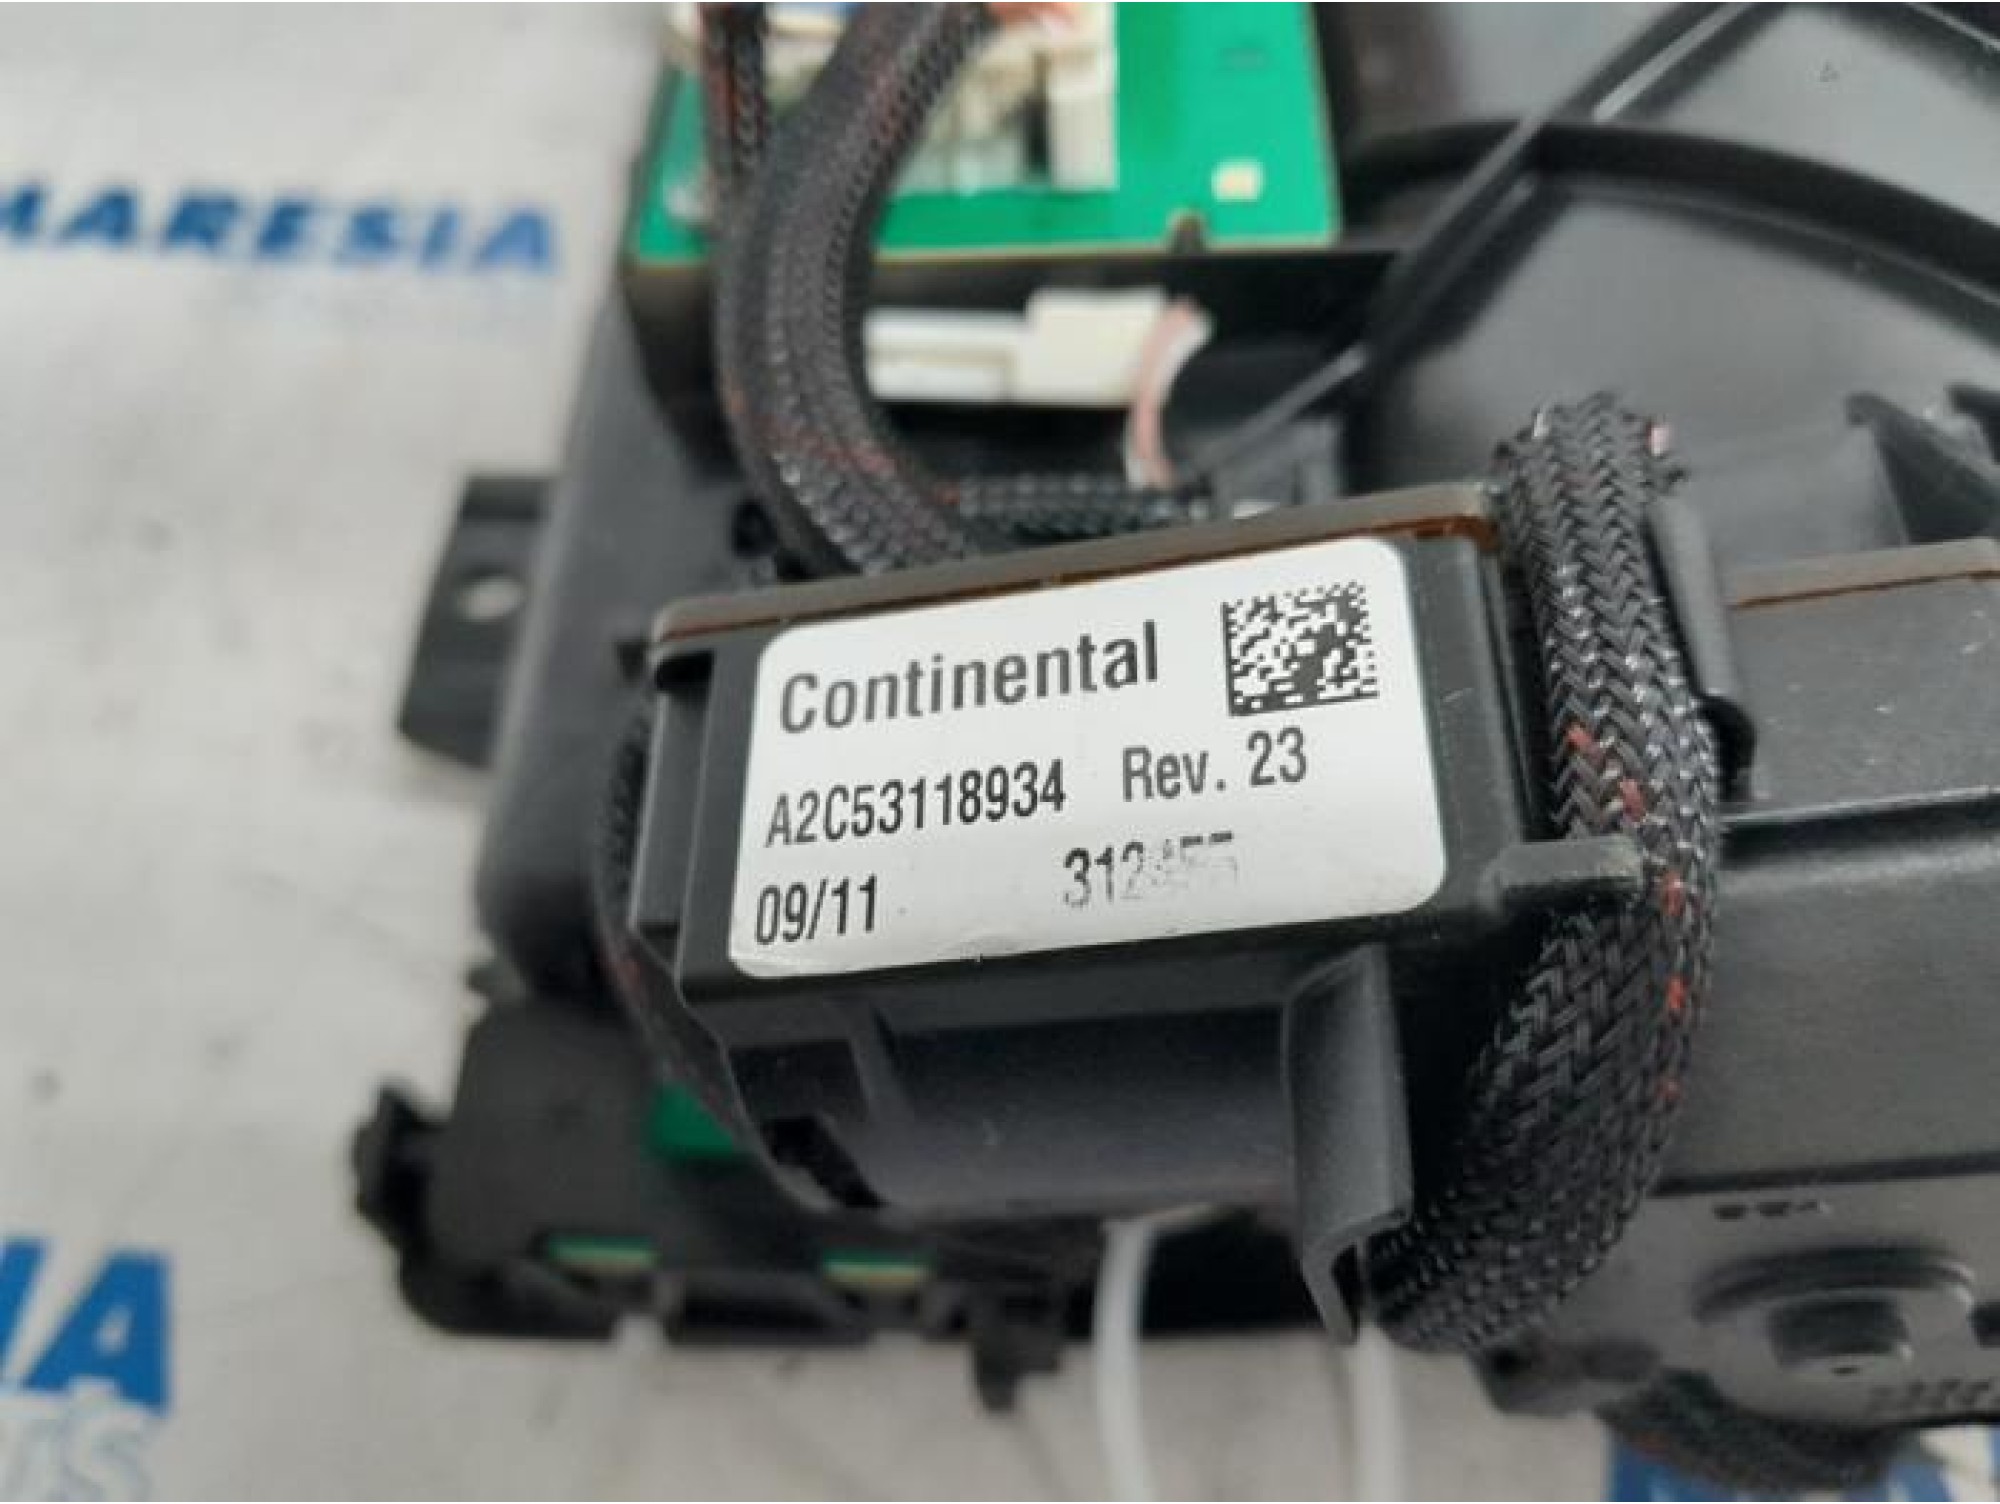 MARESIA
Continental
A2C53118934 Rev. 23
09/11